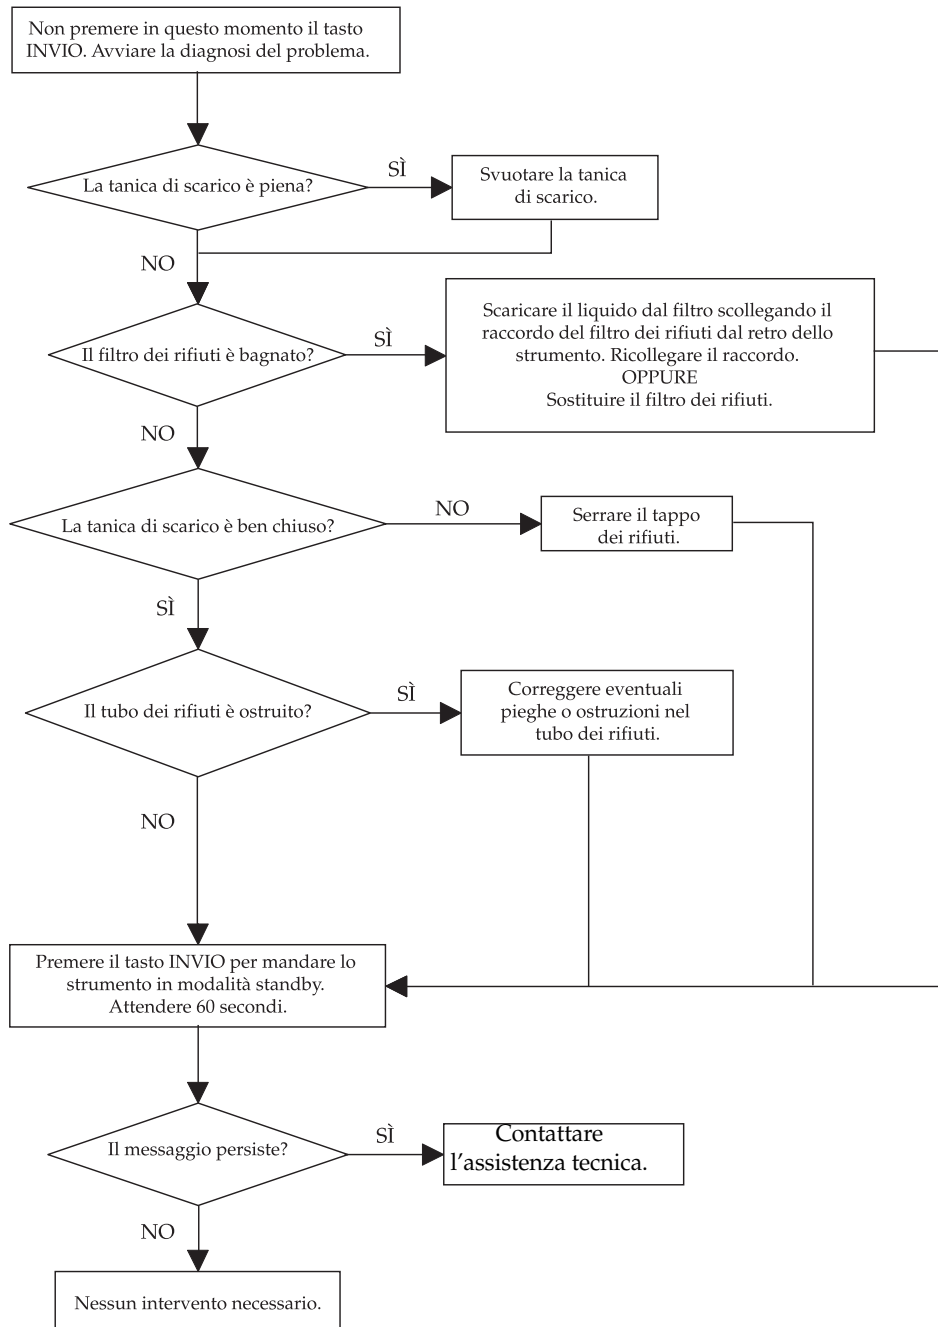 Non premere in questo momento il tasto
INVIO. Avviare la diagnosi del problema.
La tanica di scarico è piena?
SÌ
Svuotare la tanica
di scarico.
NO
Il filtro dei rifiuti è bagnato?
SÌ
Scaricare il liquido dal filtro scollegando il
raccordo del filtro dei rifiuti dal retro dello
strumento. Ricollegare il raccordo.
OPPURE
Sostituire il filtro dei rifiuti.
NO
La tanica di scarico è ben chiuso?
NO
Serrare il tappo
dei rifiuti.
SÌ
Il tubo dei rifiuti è ostruito?
SÌ
Correggere eventuali
pieghe o ostruzioni nel
tubo dei rifiuti.
NO
Premere il tasto INVIO per mandare lo
strumento in modalità standby.
Attendere 60 secondi.
Il messaggio persiste?
SÌ
Contattare
l'assistenza tecnica.
NO
Nessun intervento necessario.